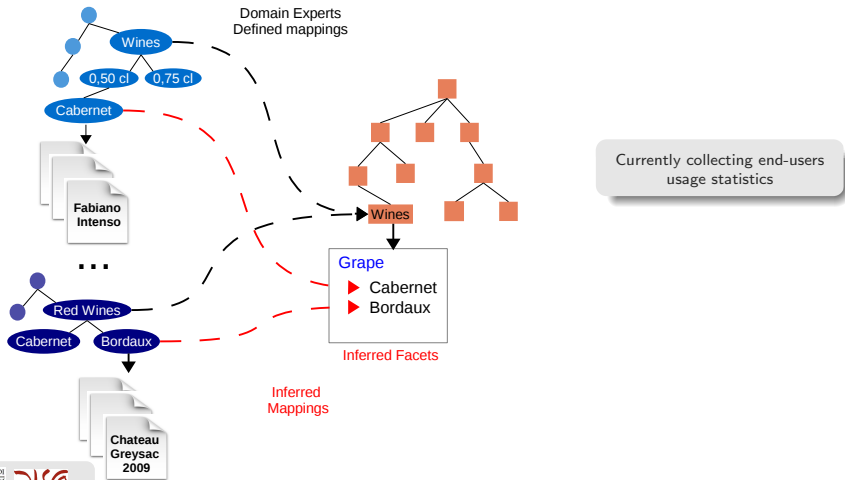 Domain Experts
Defined mappings
Wines
0,50 cl
0,75 cl
Cabernet
Fabiano
Intenso
...
Red Wines
Cabernet
Bordaux
Chateau
Greysac
2009
Wines
Grape
Cabernet
Bordaux
Inferred Facets
Inferred
Mappings
Currently collecting end-users
usage statistics